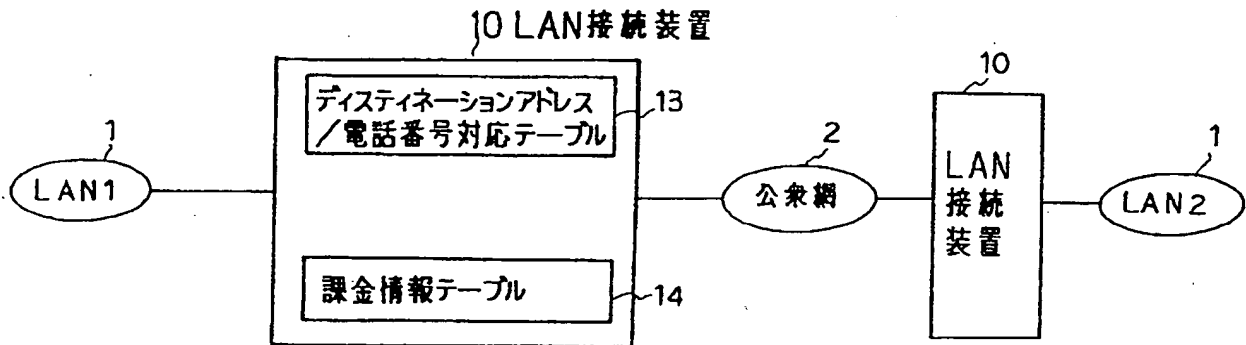 10 LAN接続装置
ディスティネーションアドレス
／電話番号対応テーブル
13
課金情報テーブル
14
1
LAN1
2
公衆網
10
LAN
接続
装置
1
LAN2